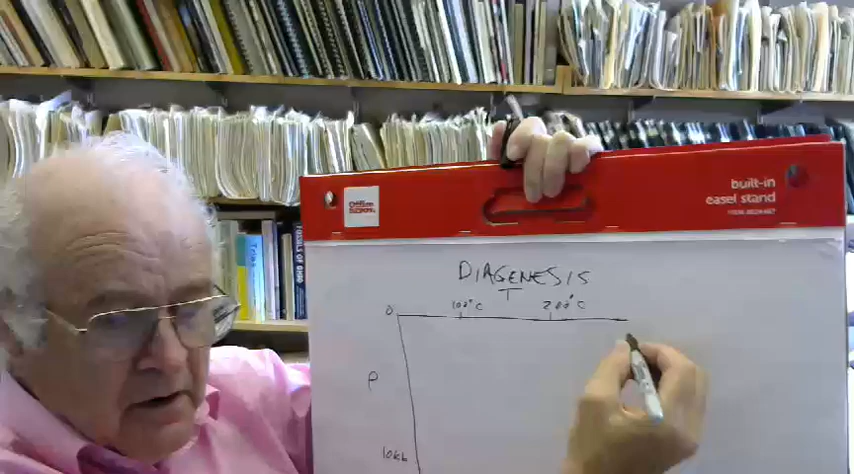 built-in
easel stand
DIAGENESIS
T
100°C 200°C
0
P
10kb